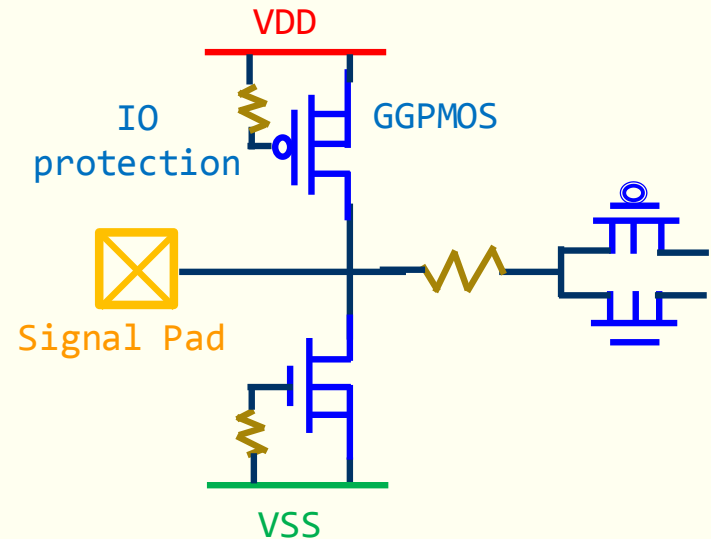 VDD
IO
protection
GGPMOS
Signal Pad
VSS